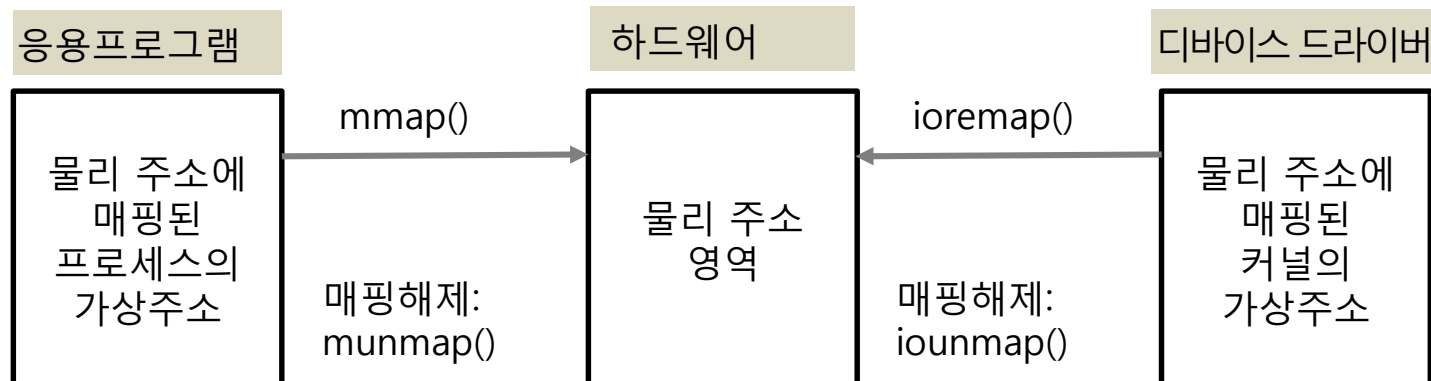 응용프로그램
하드웨어
디바이스 드라이버
물리 주소에
매핑된
프로세스의
가상주소
mmap()
매핑해제:
munmap()
물리 주소
영역
ioremap()
매핑해제:
iounmap()
물리 주소에
매핑된
커널의
가상주소